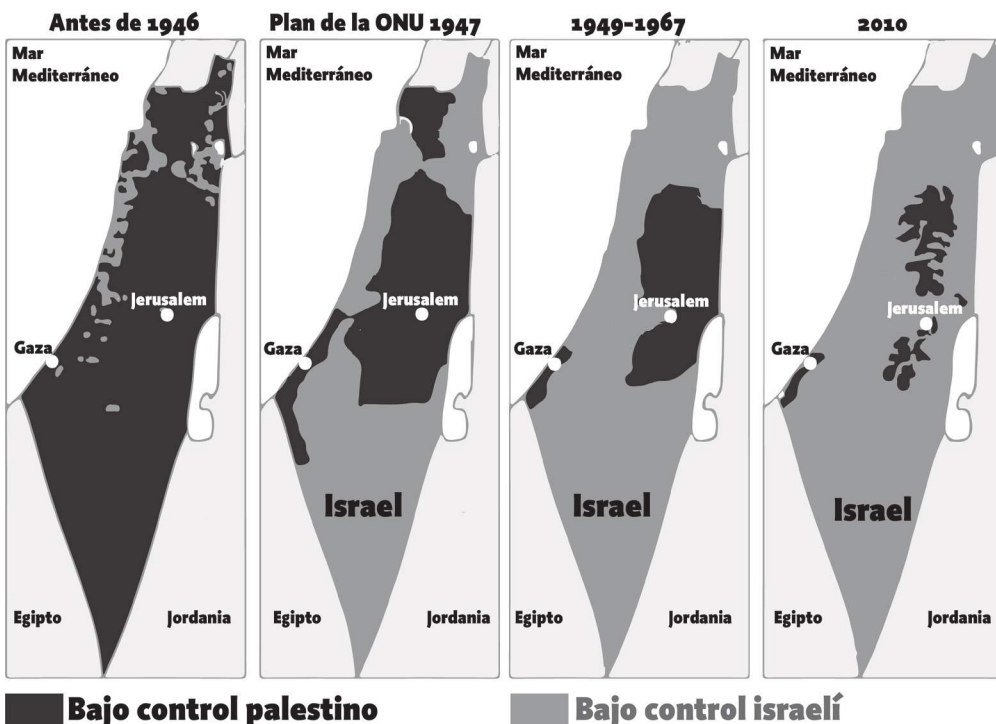 Antes de 1946
Mar
Mediterráneo
Jerusalem
Gaza
Egipto
Jordania
Plan de la ONU 1947
Mar
Mediterráneo
Jerusalem
Gaza
Israel
Egipto
Jordania
1949-1967
Mar
Mediterráneo
Jerusalem
Gaza
Israel
Egipto
Jordania
2010
Mar
Mediterráneo
Jerusalem
Gaza
Israel
Egipto
Jordania
Bajo control palestino
Bajo control israelí